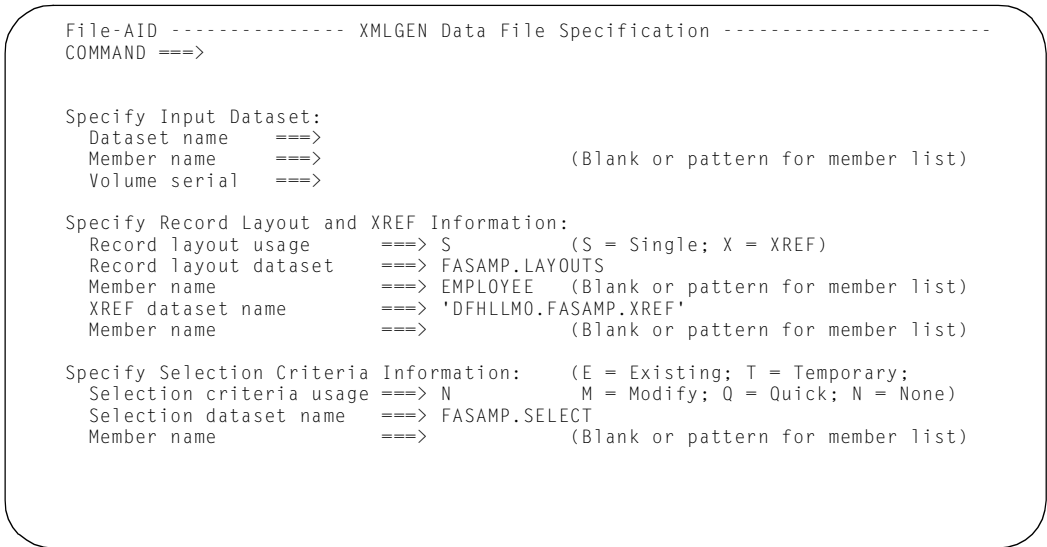 File-AID --------------- XMLGEN Data File Specification -----------------------
COMMAND ===>
Specify Input Dataset:
Dataset name ===>
Member name ===> (Blank or pattern for member list)
Volume serial ===>
Specify Record Layout and XREF Information:
Record layout usage ===> S (S = Single; X = XREF)
Record layout dataset ===> FASAMP.LAYOUTS
Member name ===> EMPLOYEE (Blank or pattern for member list)
XREF dataset name ===> 'DFHLLM0.FASAMP.XREF'
Member name ===> (Blank or pattern for member list)
Specify Selection Criteria Information: (E = Existing; T = Temporary;
Selection criteria usage ===> N M = Modify; Q = Quick; N = None)
Selection dataset name ===> FASAMP.SELECT
Member name ===> (Blank or pattern for member list)